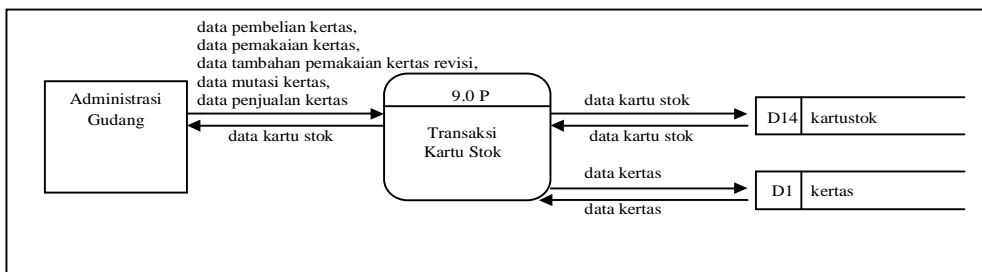 data pembelian kertas,
data pemakaian kertas,
data tambahan pemakaian kertas revisi,
data mutasi kertas,
data penjualan kertas
Administrasi
Gudang
data kartu stok
9.0 P
Transaksi
Kartu Stok
data kartu stok
data kartu stok
D14 kartustok
data kertas
data kertas
D1 kertas